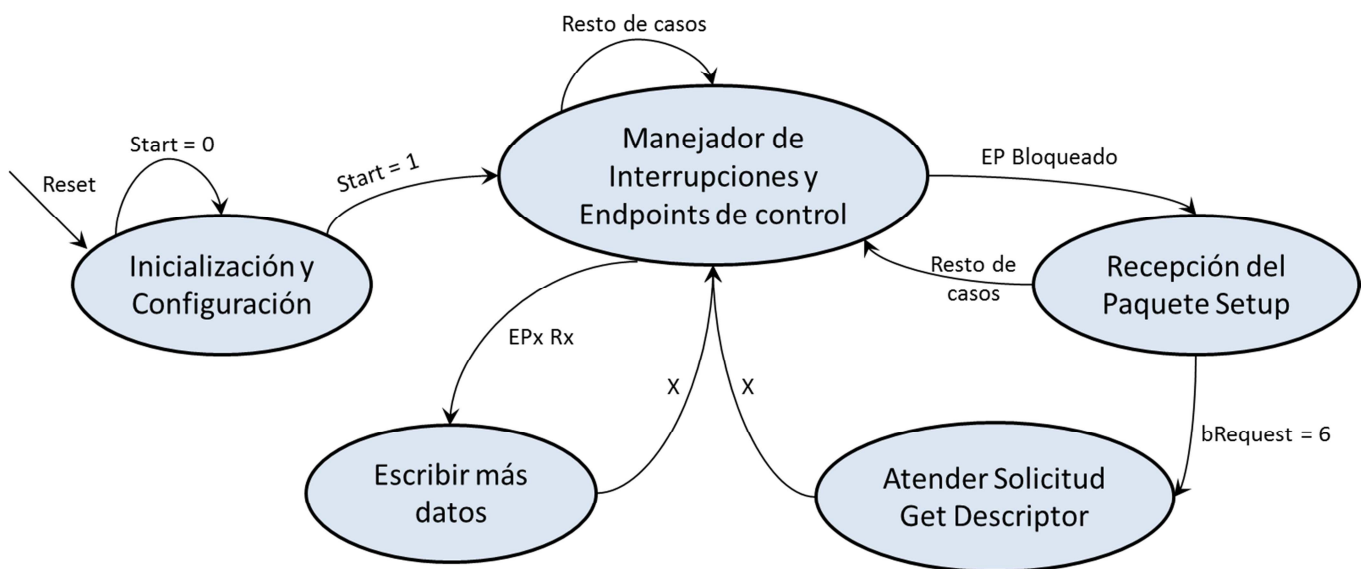 Resto de casos
Start = 0
Reset
Start = 1
Manejador de
Interrupciones y
Endpoints de control
EP Bloqueado
Inicialización y
Configuración
Resto de
casos
Recepción del
Paquete Setup
EPx Rx
X
X
bRequest = 6
Escribir más
datos
Atender Solicitud
Get Descriptor